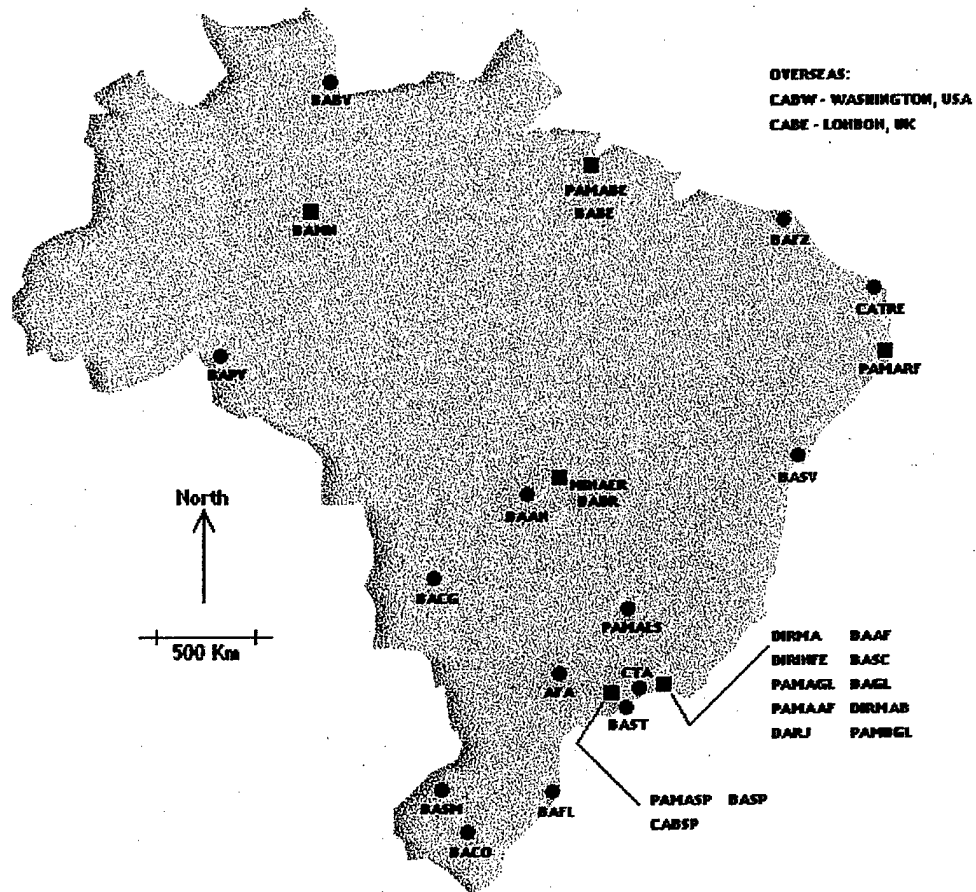 OVERSEAS:
CABW - WASHINGTON, USA
CABE - LONDON, UK
BABV
PAMABE
BABE
BAMN
BAFZ
CATRE
PAMARF
BAPV
BASV
MINAER
BABR
BAAN
North
BACG
PAMALS
500 Km
DIRMA BAAF
DIRINFE BASC
PAMAGL BAGL
PAMAAF DIRMAB
DARJ PAMBGL
CTA
AFA
BAST
PAMASP BASP
CABSP
BASM
BAFL
BACO